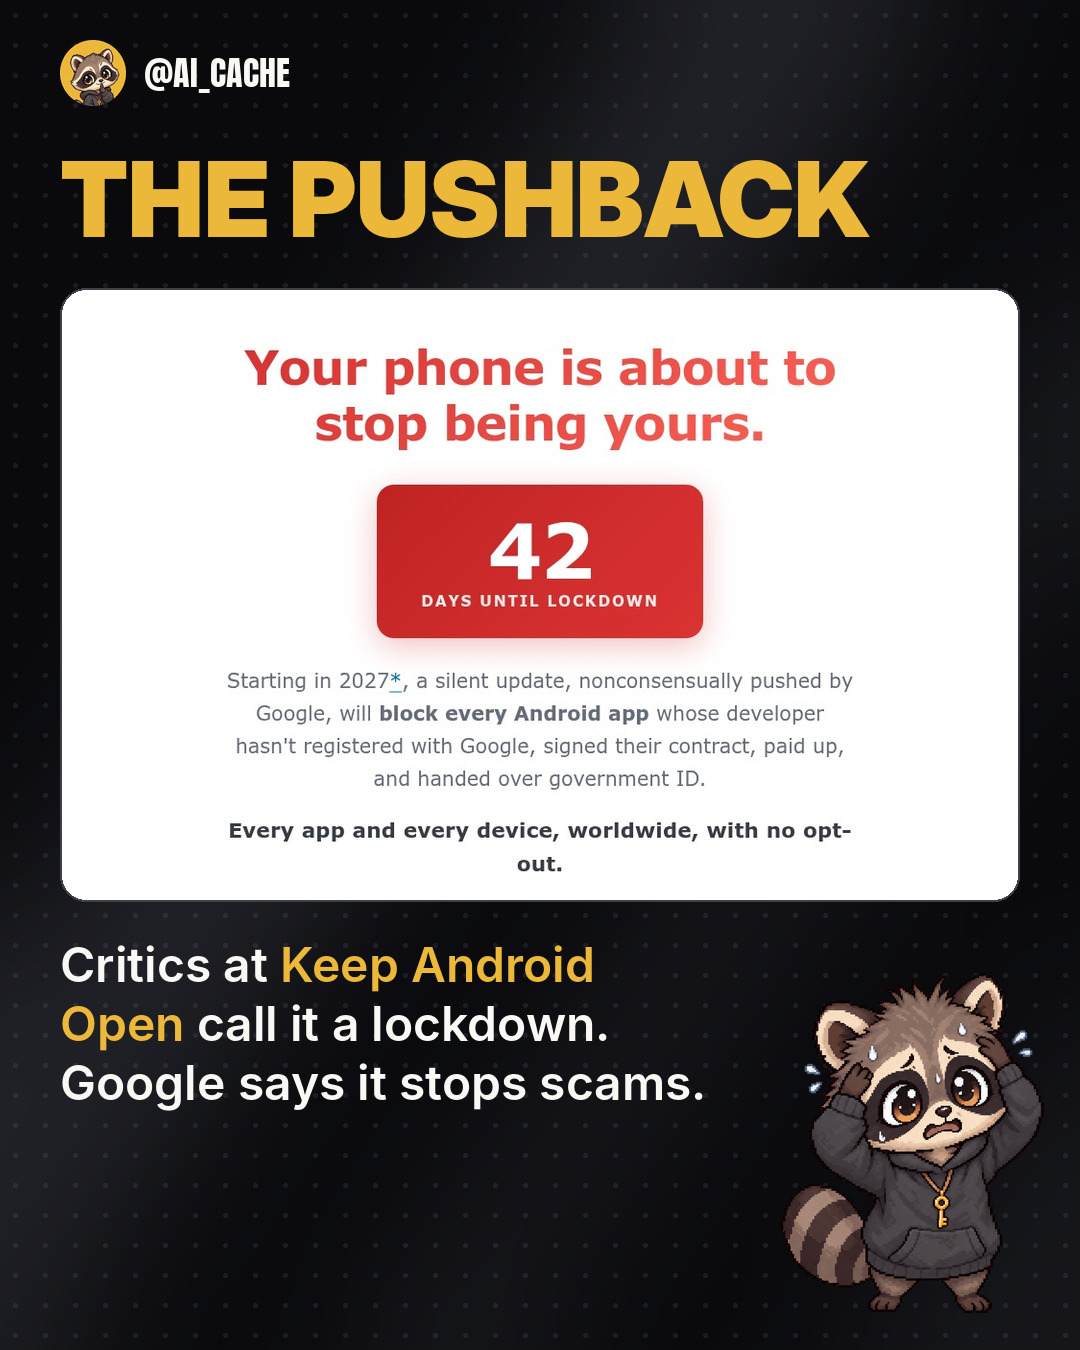 @AI_CACHE
THE PUSHBACK
Your phone is about to
stop being yours.
42
DAYS UNTIL LOCKDOWN
Starting in 2027*, a silent update, nonconsensually pushed by
Google, will block every Android app whose developer
hasn't registered with Google, signed their contract, paid up,
and handed over government ID.
Every app and every device, worldwide, with no opt-
out.
Critics at Keep Android
Open call it a lockdown.
Google says it stops scams.